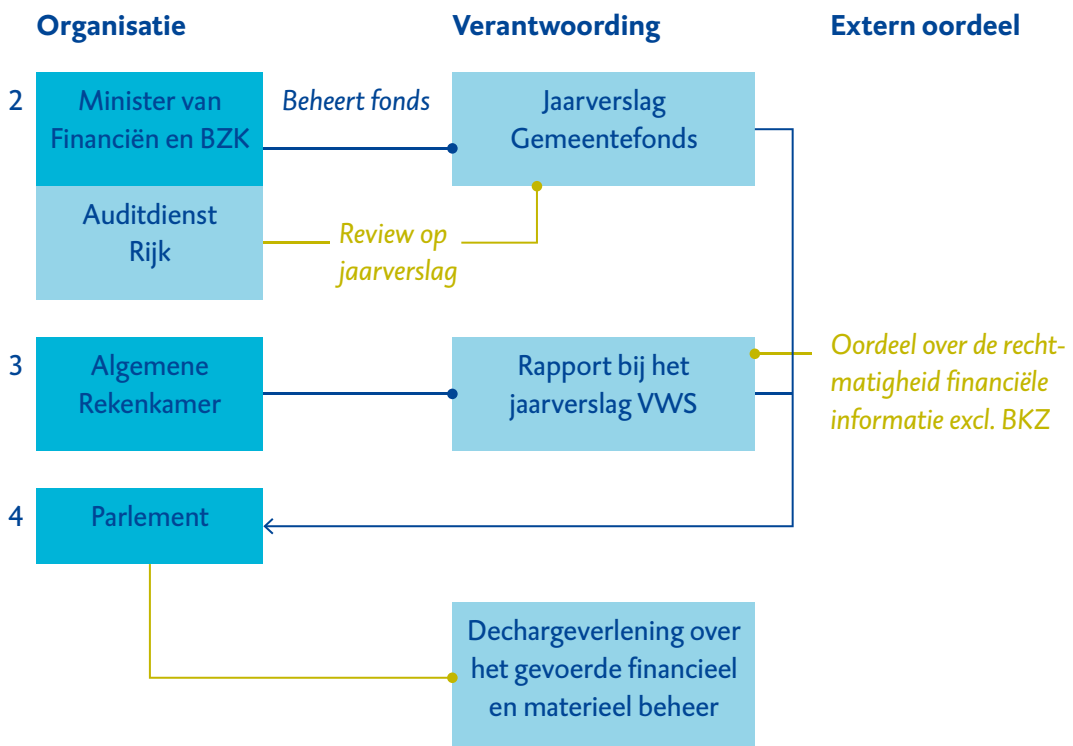 Organisatie
Verantwoording
Extern oordeel
2
Minister van
Financiën en BZK
Beheert fonds
Jaarverslag
Gemeentefonds
Auditdienst
Rijk
Review op
jaarverslag
3
Algemene
Rekenkamer
Rapport bij het
jaarverslag VWS
Oordeel over de recht-
matigheid financiële
informatie excl. BKZ
4
Parlement
Dechargeverlening over
het gevoerde financieel
en materieel beheer